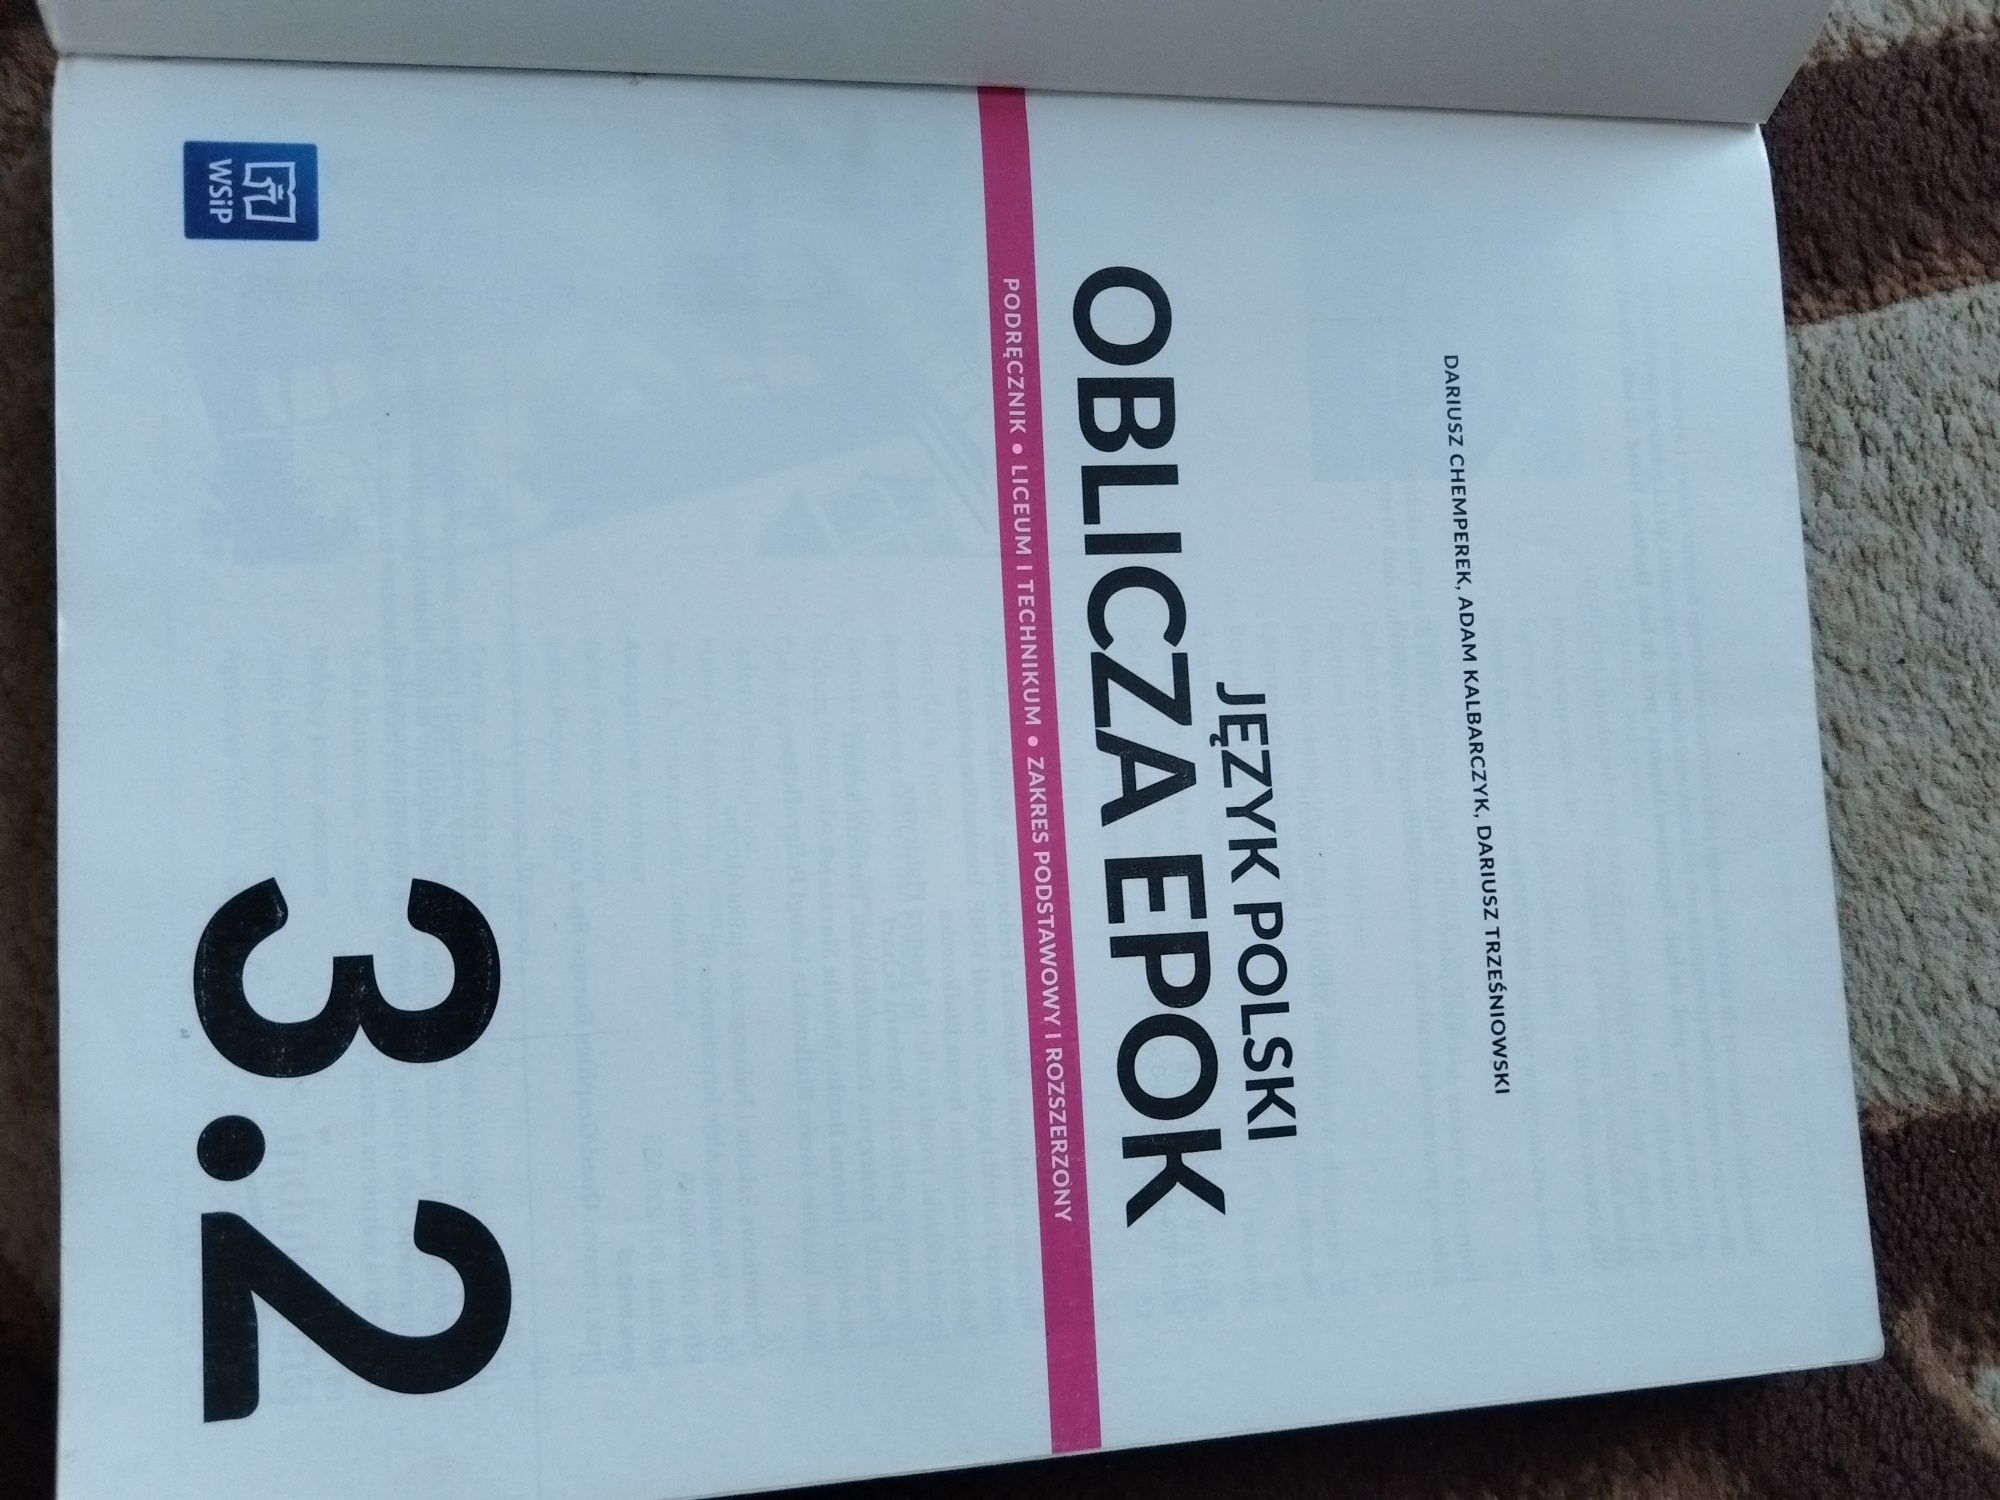 DARIUSZ CHEMPEREK, ADAM KALBARCZYK, DARIUSZ TRZEŚNIOWSKI
JĘZYK POLSKI
OBLICZA EPOK
PODRĘCZNIK • LICEUM I TECHNIKUM • ZAKRES PODSTAWOWY I ROZSZERZONY
3.2
WSiP